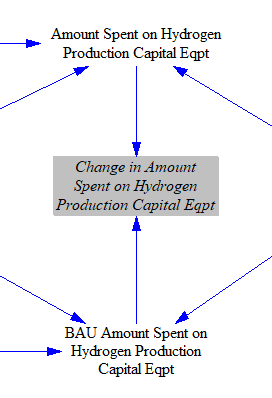 Amount Spent on Hydrogen
Production Capital Eqpt
Change in Amount
Spent on Hydrogen
Production Capital Eqpt
BAU Amount Spent on
Hydrogen Production
Capital Eqpt